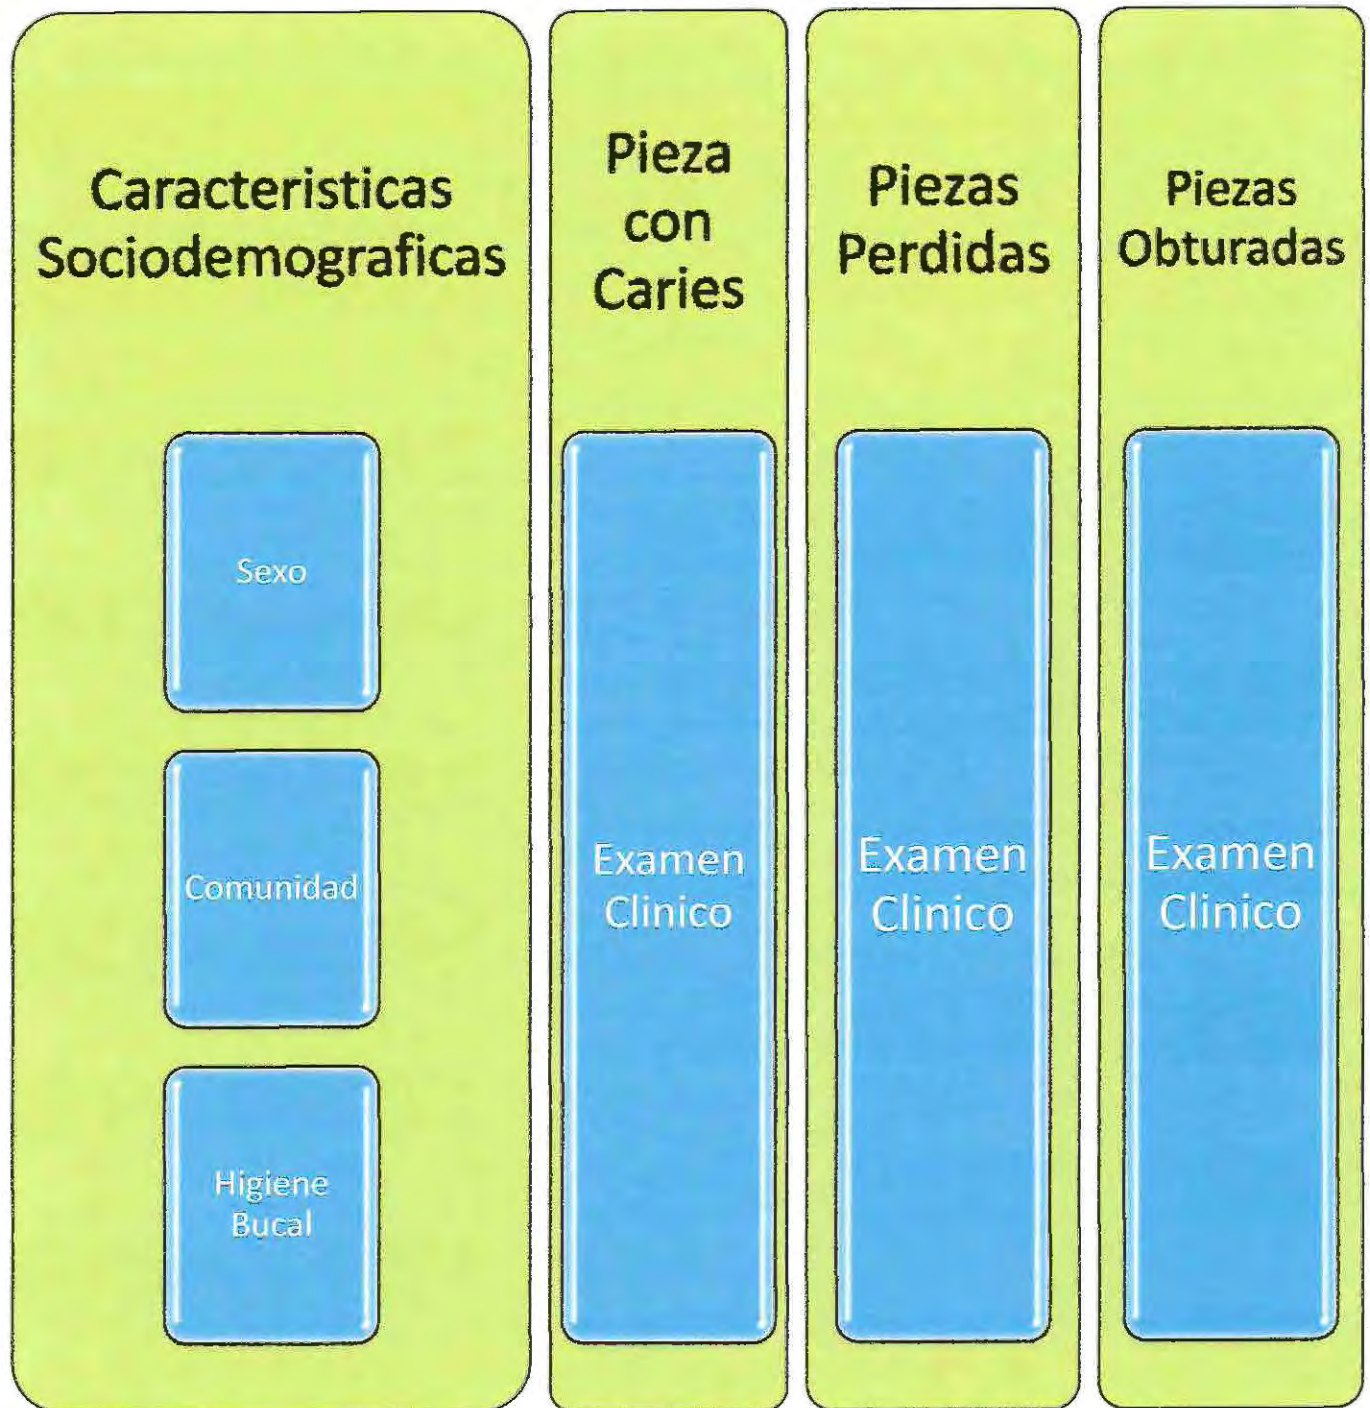 Caracteristicas
Sociodemograficas
Sexo
Comunidad
Higiene
Bucal
Pieza
con
Caries
Examen
Clinico
Piezas
Perdidas
Examen
Clinico
Piezas
Obturadas
Examen
Clinico